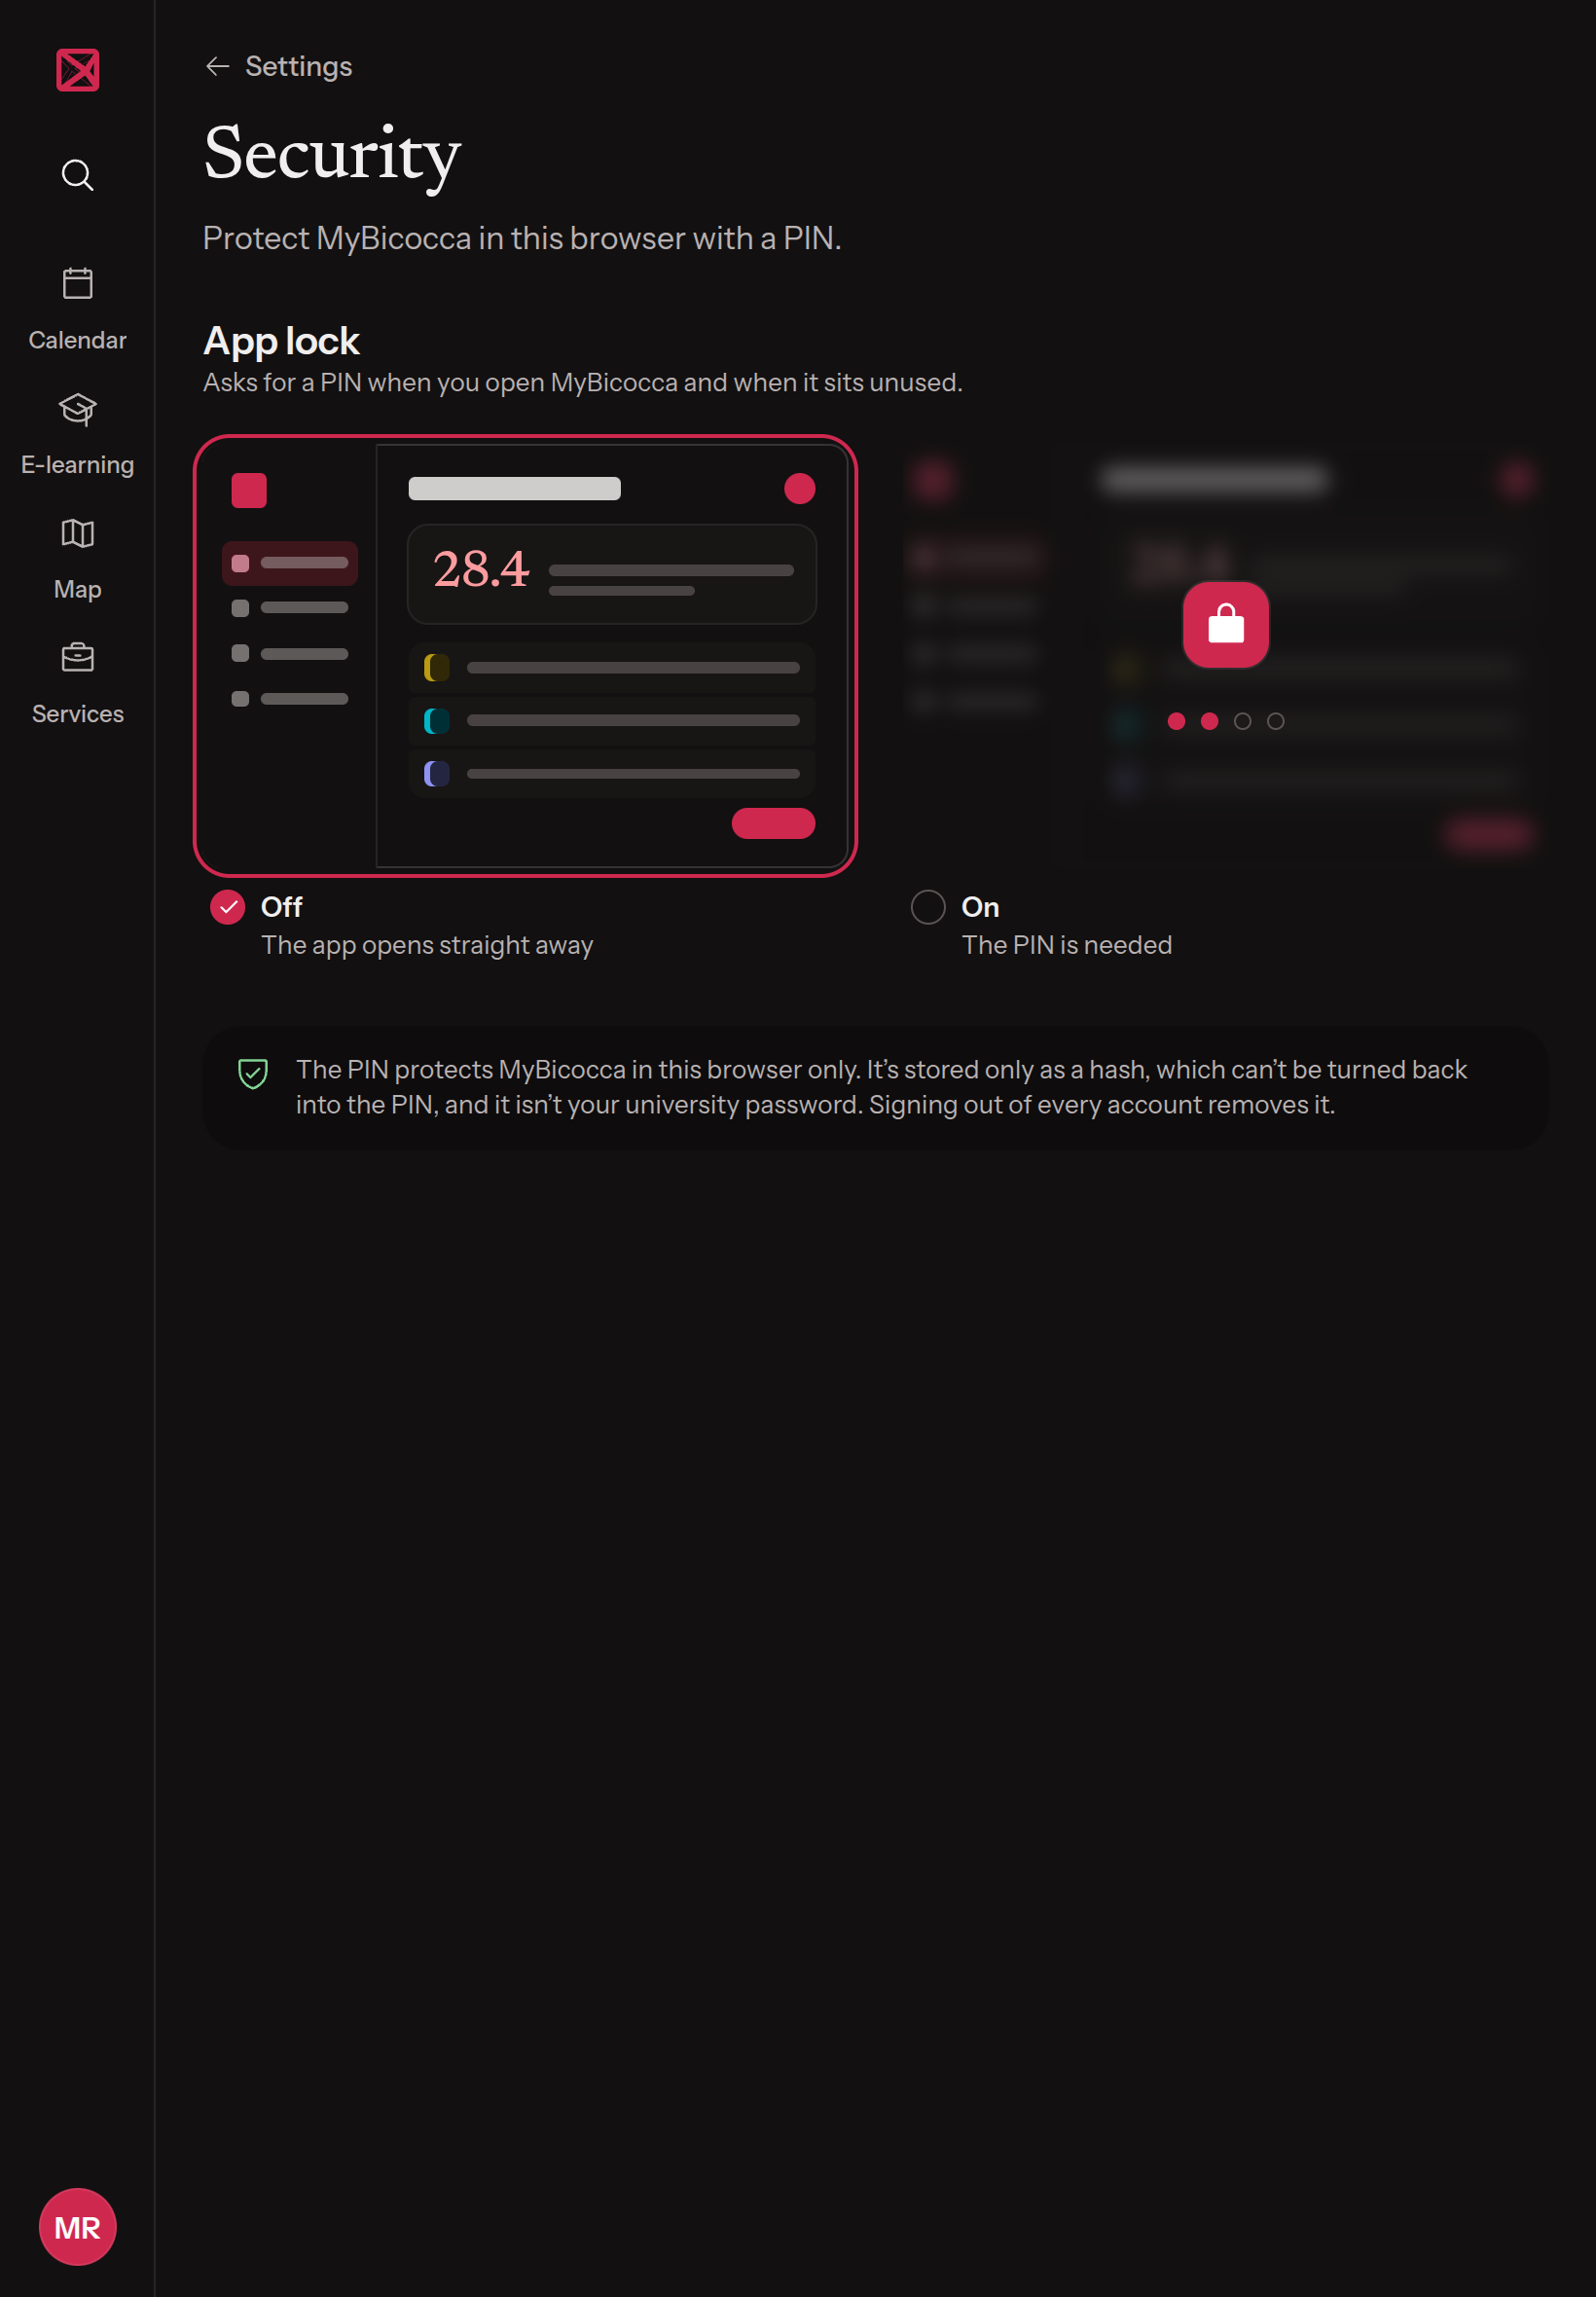 Settings
Security
Protect MyBicocca in this browser with a PIN.
Calendar
E-learning
Map
Services
App lock
Asks for a PIN when you open MyBicocca and when it sits unused.
28.4
28.4
Off
The app opens straight away
On
The PIN is needed
The PIN protects MyBicocca in this browser only. It’s stored only as a hash, which can’t be turned back
into the PIN, and it isn’t your university password. Signing out of every account removes it.
MR